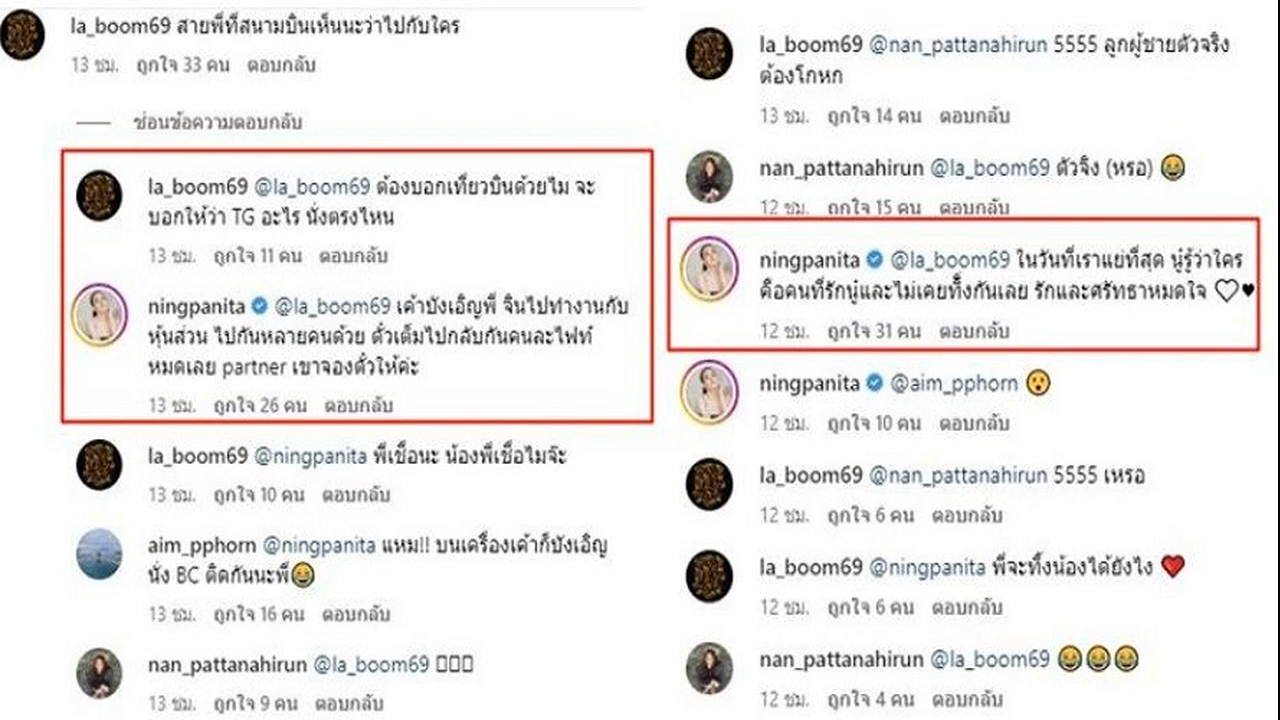 la_boom69 สายพี่ที่สนามบินเห็นนะว่าไปกับใคร
13 ชม. ถูกใจ 33 คน ตอบกลับ
ซ่อนข้อความตอบกลับ
la_boom69 @la_boom69 ต้องบอกเที่ยวบินด้วยไม จะ
บอกให้ว่า TG อะไร นั่งตรงไหน
13 ชม. ถูกใจ 11 คน ตอบกลับ
ningpanita @la_boom69 เค้าบังเอิญพี่ จินไปทำงานกับ
หุ้นส่วน ไปกันหลายคนด้วย ตั่วเต็มไปกลับกันคนละไฟท์
หมดเลย partner เขาจองตั๋วให้ค่ะ
13 ชม. ถูกใจ 26 คน ตอบกลับ
la_boom69 @ningpanita พี่เชื่อนะ น้องพี่เชื่อไมจ๊ะ
13 ชม. ถูกใจ 10 คน ตอบกลับ
aim_pphorn @ningpanita แหม!! บนเครื่องเค้าก็บังเอิญ
นั่ง BC ติดกันนะพี่😂
13 ชม. ถูกใจ 16 คน ตอบกลับ
nan_pattanahirun @la_boom69
13 ชม. ถูกใจ 9 คน ตอบกลับ
la_boom69 @nan_pattanahirun 5555 ลูกผู้ชายตัวจริง
ต้องโกหก
13 ชม. ถูกใจ 14 คน ตอบกลับ
nan_pattanahirun @la_boom69 ตัวจิ๊ง (หรอ) 😂
12 ชม. ถูกใจ 15 คน ตอบกลับ
ningpanita @la_boom69 ในวันที่เราแย่ที่สุด นู๋รู้ว่าใคร
คือคนที่รักนู๋และไม่เคยทิ้งกันเลย รักและศรัทธาหมดใจ ♡♥
12 ชม. ถูกใจ 31 คน ตอบกลับ
ningpanita @aim_pphorn 😮
12 ชม. ถูกใจ 10 คน ตอบกลับ
la_boom69 @nan_pattanahirun 5555 เหรอ
12 ชม. ถูกใจ 6 คน ตอบกลับ
la_boom69 @ningpanita พี่จะทิ้งน้องได้ยังไง ❤️
12 ชม. ถูกใจ 6 คน ตอบกลับ
nan_pattanahirun @la_boom69 😂😂😂
12 ชม. ถูกใจ 4 คน ตอบกลับ